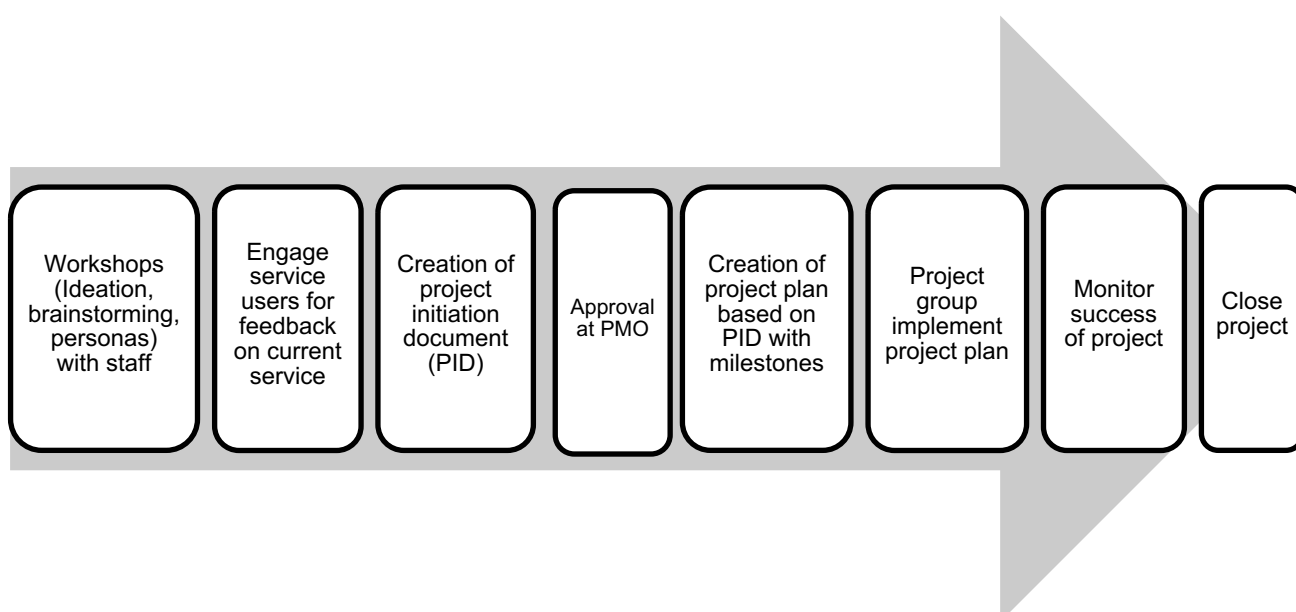 Workshops
(Ideation,
brainstorming,
personas)
with staff
Engage
service
users for
feedback
on current
service
Creation of
project
initiation
document
(PID)
Approval
at PMO
Creation of
project plan
based on
PID with
milestones
Project
group
implement
project plan
Monitor
success
of project
Close
project